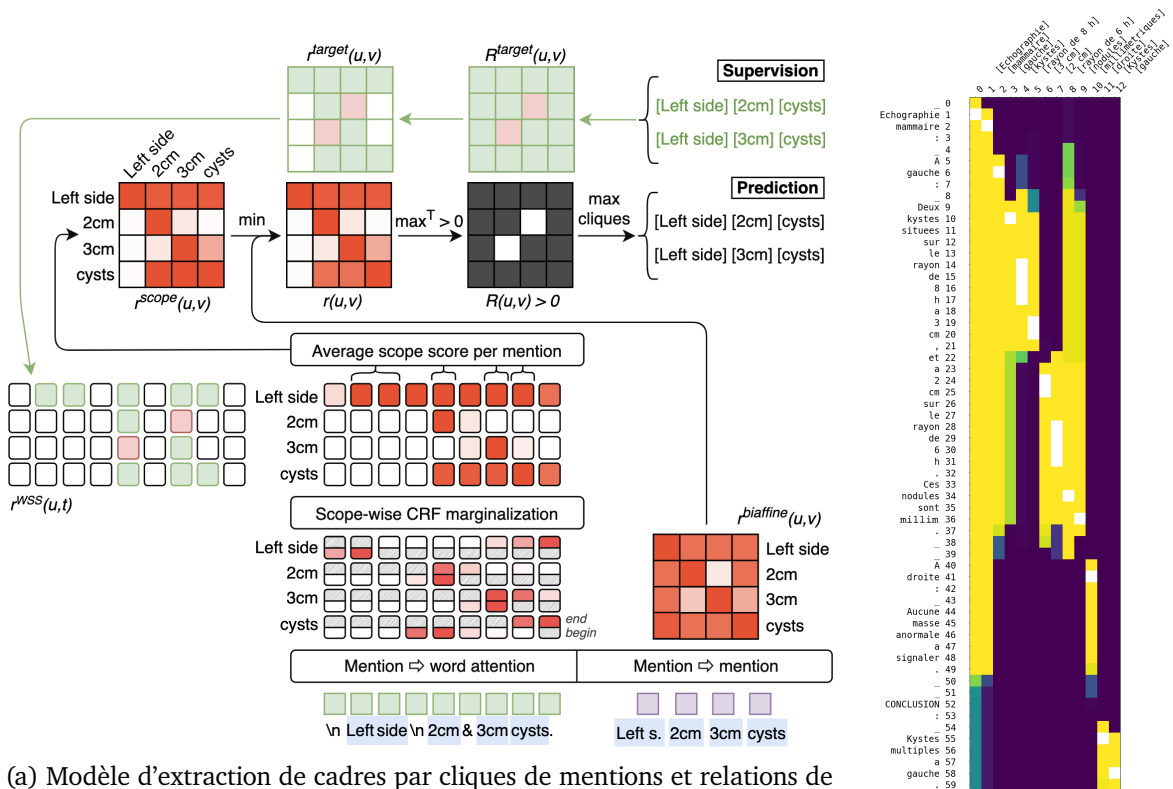 r^target(u,v)
R^target(u,v)
Supervision
[Left side] [2cm] [cysts]
[Left side] [3cm] [cysts]
Left side
2cm
3cm
cysts
Left side
2cm
3cm
cysts
min
max^T > 0
max
cliques
Prediction
[Left side] [2cm] [cysts]
[Left side] [3cm] [cysts]
r^scope(u,v)
r(u,v)
R(u,v) > 0
Average scope score per mention
Left side
2cm
3cm
cysts
r^WSS(u,t)
Scope-wise CRF marginalization
r^biaffine(u,v)
Left side
2cm
3cm
cysts
end
begin
Left side
2cm
3cm
cysts
Mention ⇨ word attention
Mention ⇨ mention
\n Left side \n 2cm & 3cm cysts.
Left s. 2cm 3cm cysts
(a) Modèle d'extraction de cadres par cliques de mentions et relations de
[Echographie]
[mammaire]
[gauche]
[kystes]
[rayon de 8 h]
[3 cm]
[2 cm]
[rayon de 6 h]
[nodules]
[millimetriques]
[droite]
[Kystes]
[gauche]
0 1 2 3 4 5 6 7 8 9 10 11 12
_ 0
Echographie 1
mammaire 2
: 3
_ 4
A 5
gauche 6
: 7
_ 8
Deux 9
kystes 10
situees 11
sur 12
le 13
rayon 14
de 15
8 16
h 17
a 18
3 19
cm 20
, 21
et 22
a 23
2 24
cm 25
sur 26
le 27
rayon 28
de 29
6 30
h 31
. 32
Ces 33
nodules 34
sont 35
millim 36
. 37
_ 38
_ 39
A 40
droite 41
: 42
_ 43
Aucune 44
masse 45
anormale 46
a 47
signaler 48
. 49
_ 50
_ 51
CONCLUSION 52
: 53
_ 54
Kystes 55
multiples 56
a 57
gauche 58
. 59